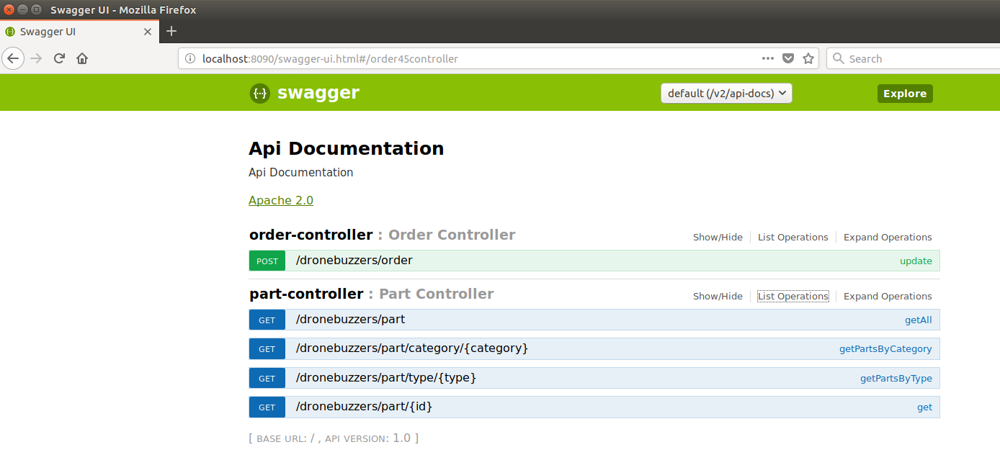 Swagger UI - Mozilla Firefox
Swagger UI
localhost:8090/swagger-ui.html#/order45controller
Search
swagger
default (/v2/api-docs)
Explore
Api Documentation
Api Documentation
Apache 2.0
order-controller : Order Controller Show/Hide List Operations Expand Operations
POST /dronebuzzers/order update
part-controller : Part Controller Show/Hide List Operations Expand Operations
GET /dronebuzzers/part getAll
GET /dronebuzzers/part/category/{category} getPartsByCategory
GET /dronebuzzers/part/type/{type} getPartsByType
GET /dronebuzzers/part/{id} get
[ BASE URL: / , API VERSION: 1.0 ]